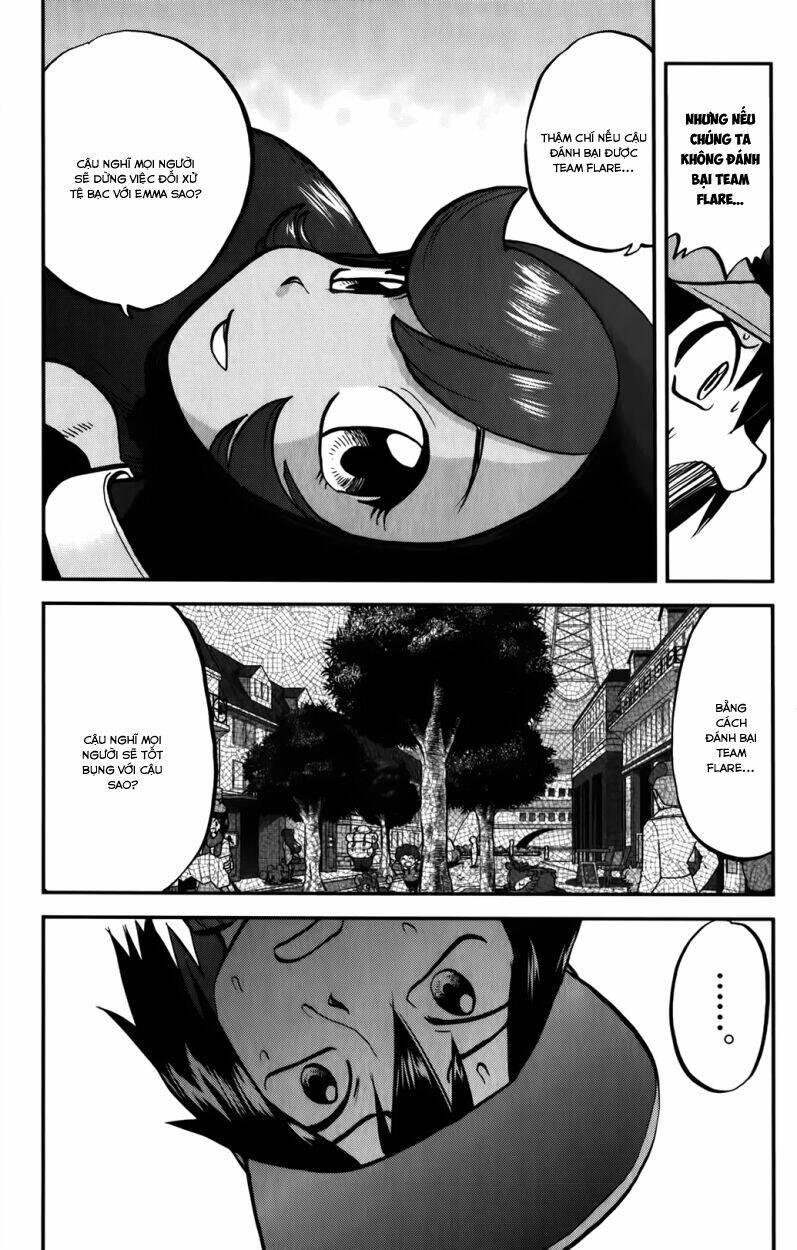 NHƯNG NẾU
CHÚNG TA
KHÔNG ĐÁNH
BẠI TEAM
FLARE...
THẬM CHÍ NẾU CẬU
ĐÁNH BẠI ĐƯỢC
TEAM FLARE...
CẬU NGHĨ MỌI NGƯỜI
SẼ DỪNG VIỆC ĐỐI XỬ
TỆ BẠC VỚI EMMA SAO?
BẰNG
CÁCH
ĐÁNH BẠI
TEAM
FLARE...
CẬU NGHĨ MỌI
NGƯỜI SẼ TỐT
BỤNG VỚI CẬU
SAO?
.......。